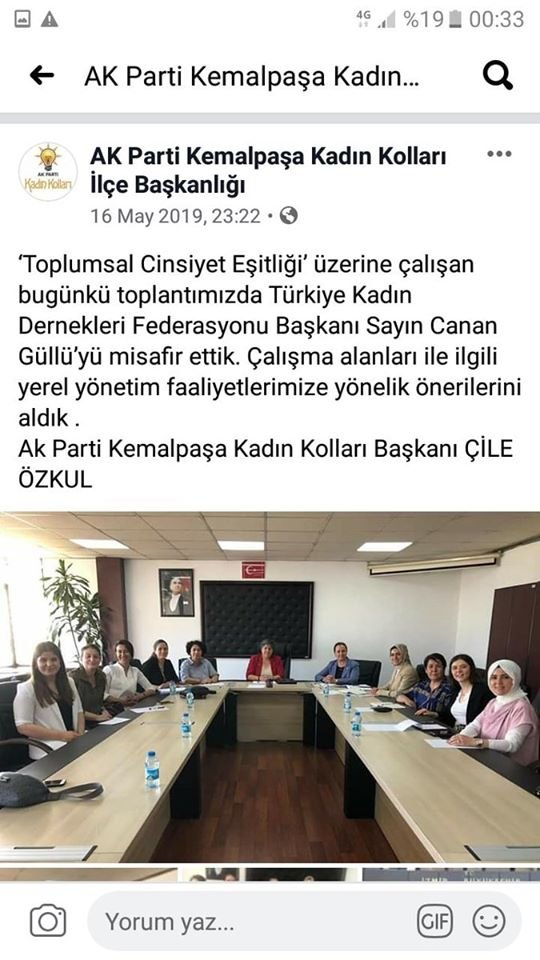 4G %19 00:33
AK Parti Kemalpaşa Kadın...
AK PARTİ
Kadın Kolları
AK Parti Kemalpaşa Kadın Kolları
İlçe Başkanlığı
16 May 2019, 23:22 •
‘Toplumsal Cinsiyet Eşitliği’ üzerine çalışan
bugünkü toplantımızda Türkiye Kadın
Dernekleri Federasyonu Başkanı Sayın Canan
Güllü’yü misafir ettik. Çalışma alanları ile ilgili
yerel yönetim faaliyetlerimize yönelik önerilerini
aldık .
Ak Parti Kemalpaşa Kadın Kolları Başkanı ÇİLE
ÖZKUL
Yorum yaz...
GIF